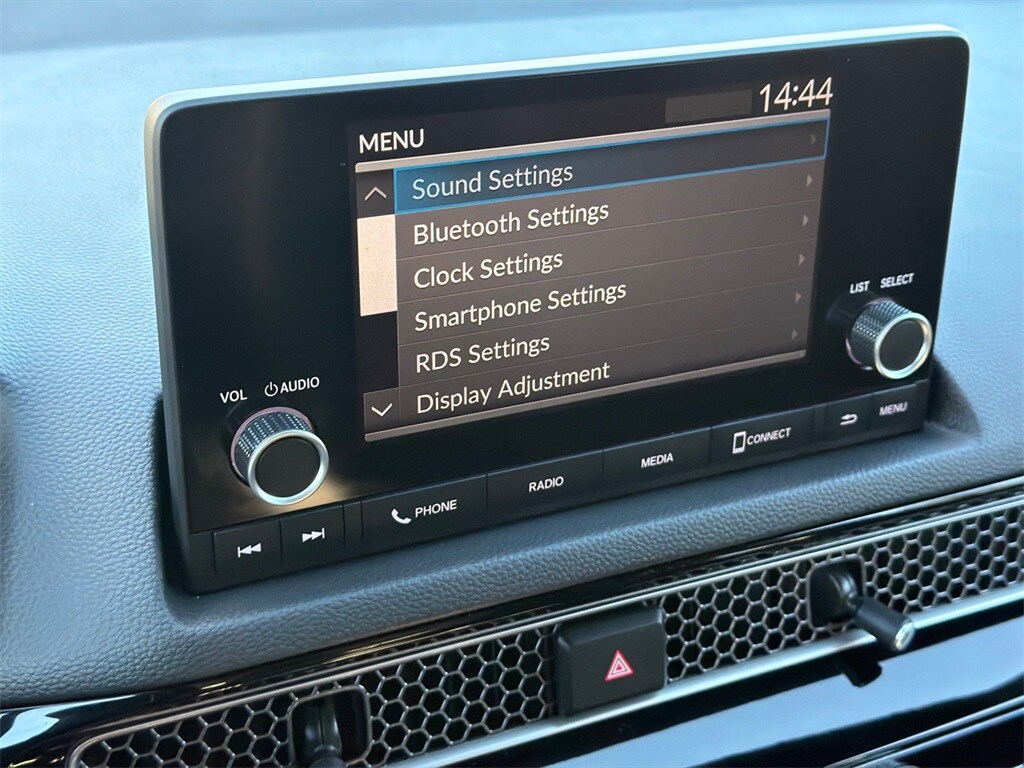 14:44
MENU
Sound Settings
Bluetooth Settings
Clock Settings
Smartphone Settings
RDS Settings
Display Adjustment
LIST SELECT
VOL AUDIO
PHONE
RADIO
MEDIA
CONNECT
MENU